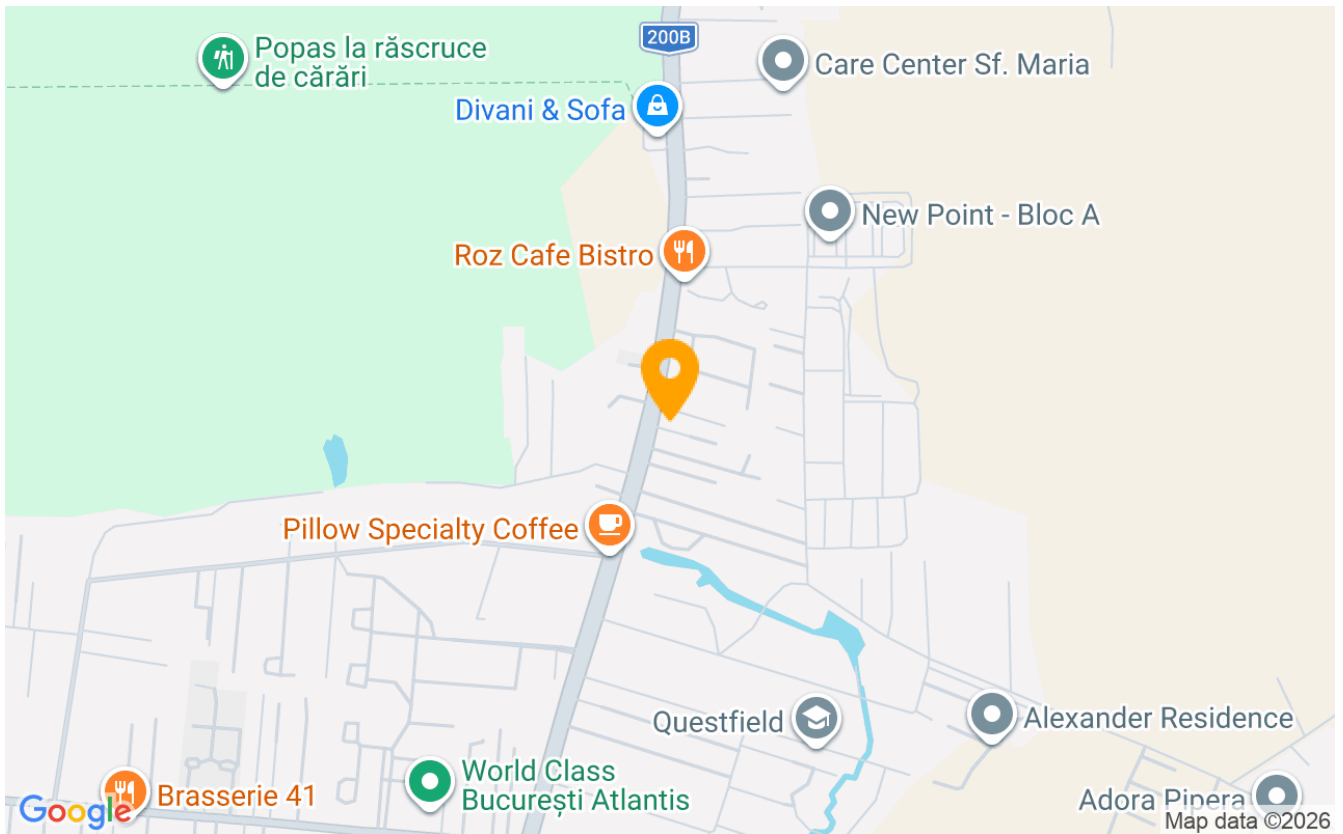 200B
Popas la răscruce
de cărări
Care Center Sf. Maria
Divani & Sofa
New Point - Bloc A
Roz Cafe Bistro
Pillow Specialty Coffee
Questfield
Alexander Residence
World Class
București Atlantis
Brasserie 41
Adora Pipera
Google
Map data ©2026